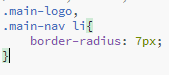 .main-logo,
.main-nav li{
    border-radius: 7px;
}